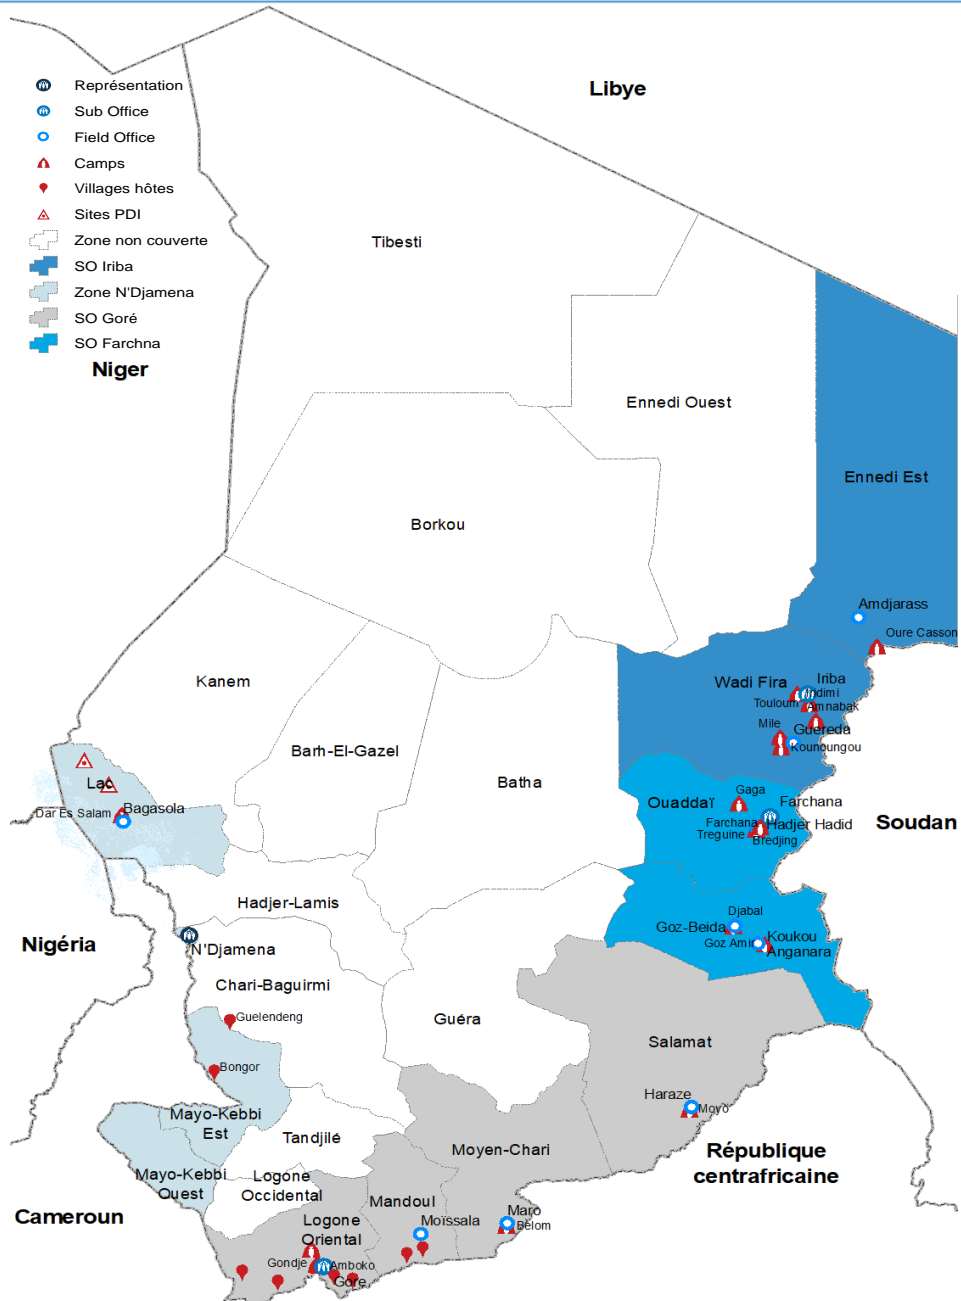 Libye
Représentation
Sub Office
Field Office
Camps
Villages hôtes
Sites PDI
Zone non couverte
SO Iriba
Zone N'Djamena
SO Goré
SO Farchna
Niger
Tibesti
Ennedi Ouest
Ennedi Est
Borkou
Amdjarass
Oure Casson
Kanem
Wadi Fira
Iriba
Touloum
Amnabak
Mile
Guereda
Kounoungou
Barh-El-Gazel
Batha
Lac
Dar Es Salam
Bagasola
Ouaddaï
Gaga
Farchana
Farchana
Hadjer Hadid
Treguine
Bredjing
Soudan
Hadjer-Lamis
Nigéria
N'Djamena
Djabal
Goz-Beida
Goz Amir
Koukou
Anganara
Chari-Baguirmi
Guelendeng
Guéra
Salamat
Bongor
Haraze
Moyo
Mayo-Kebbi
Est
Tandjilé
Moyen-Chari
République
centrafricaine
Mayo-Kebbi
Ouest
Logone
Occidental
Mandoul
Cameroun
Maro
Belom
Moïssala
Logone
Oriental
Gondje
Amboko
Gore